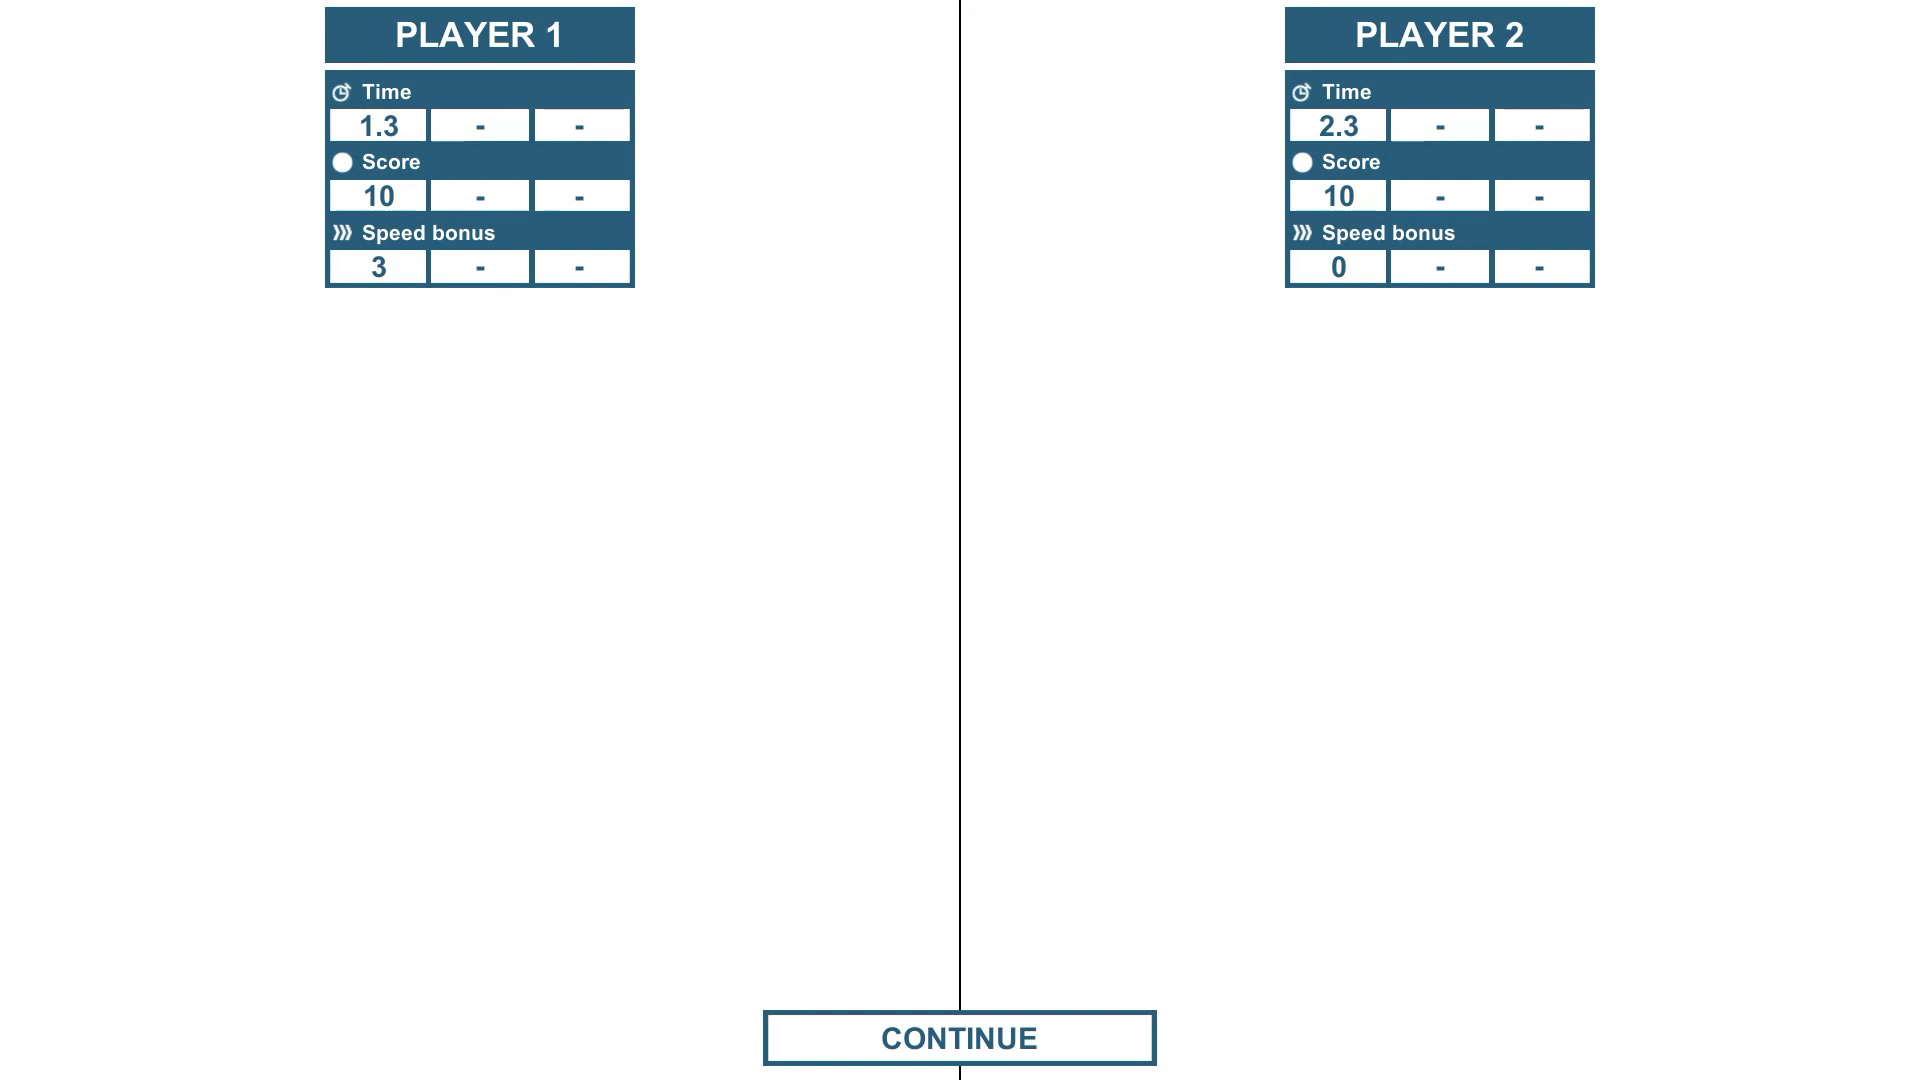 PLAYER 1
Time
1.3 - -
Score
10 - -
Speed bonus
3 - -
PLAYER 2
Time
2.3 - -
Score
10 - -
Speed bonus
0 - -
CONTINUE